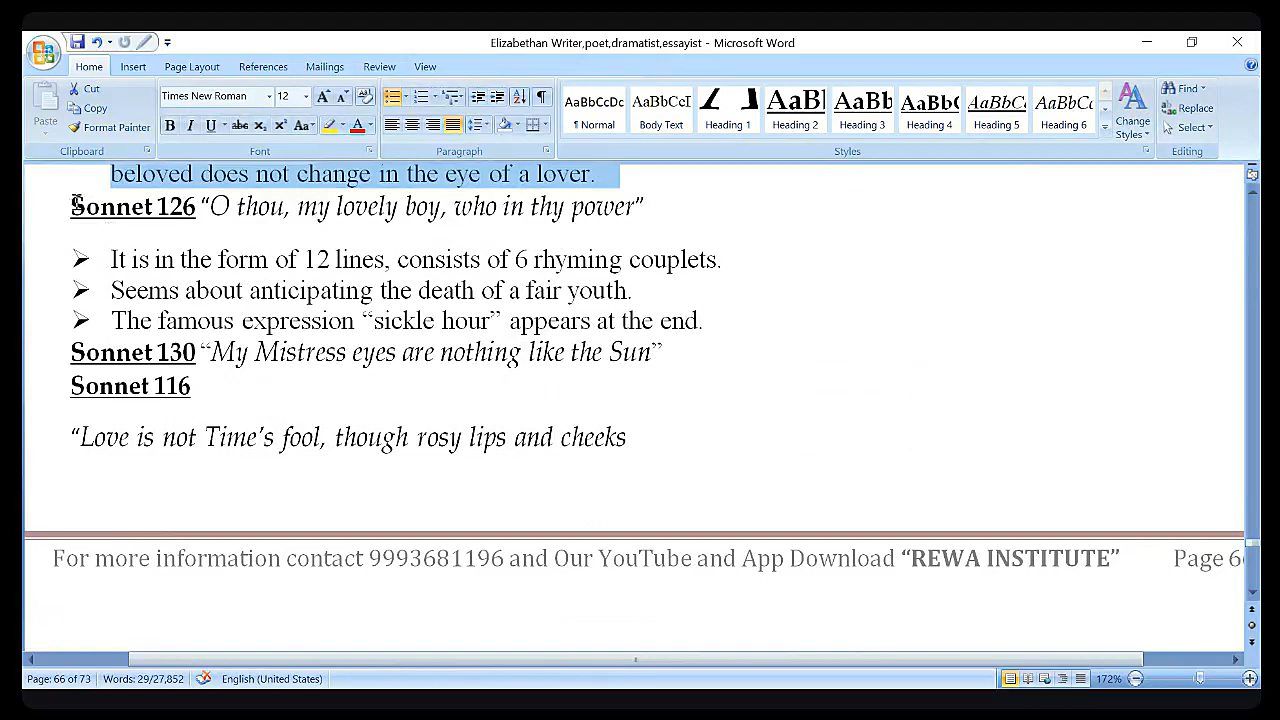 Elizabethan Writer,poet,dramatist,essayist - Microsoft Word
Home Insert Page Layout References Mailings Review View
Cut
Copy
Format Painter
Paste
Clipboard
Times New Roman 12
Font
Paragraph
AaBbCcDc AaBbCcI AaBl AaBb AaBbC AaBbC AaBbCc
¶ Normal Body Text Heading 1 Heading 2 Heading 3 Heading 4 Heading 5 Heading 6
Change Styles
Styles
Find
Replace
Select
Editing
beloved does not change in the eye of a lover.
Sonnet 126 “O thou, my lovely boy, who in thy power”
➢ It is in the form of 12 lines, consists of 6 rhyming couplets.
➢ Seems about anticipating the death of a fair youth.
➢ The famous expression “sickle hour” appears at the end.
Sonnet 130 “My Mistress eyes are nothing like the Sun”
Sonnet 116
“Love is not Time’s fool, though rosy lips and cheeks
For more information contact 9993681196 and Our YouTube and App Download “REWA INSTITUTE” Page 6
Page: 66 of 73 Words: 29/27,852 English (United States) 172%